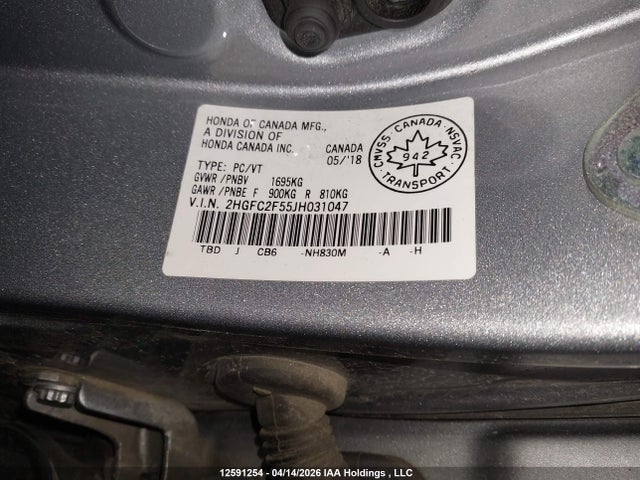 HONDA OF CANADA MFG.,
A DIVISION OF
HONDA CANADA INC.
CANADA
05/'18
TYPE: PC/VT
GVWR /PNBV 1695KG
GAWR /PNBE F 900KG R 810KG
V.I.N. 2HGFC2F55JH031047
TBD J CB6 -NH830M -A -H
CMVSS · CANADA · NSVAC
942
TRANSPORT
12591254 - 04/14/2026 IAA Holdings , LLC